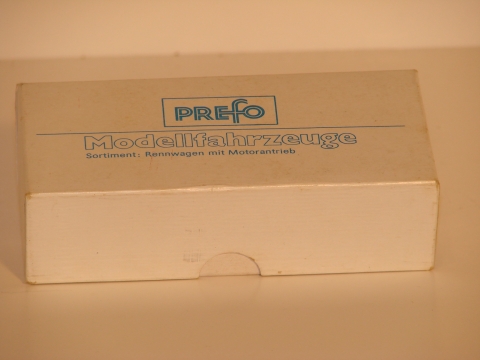 PREFO
Modellfahrzeuge
Sortiment: Rennwagen mit Motorantrieb